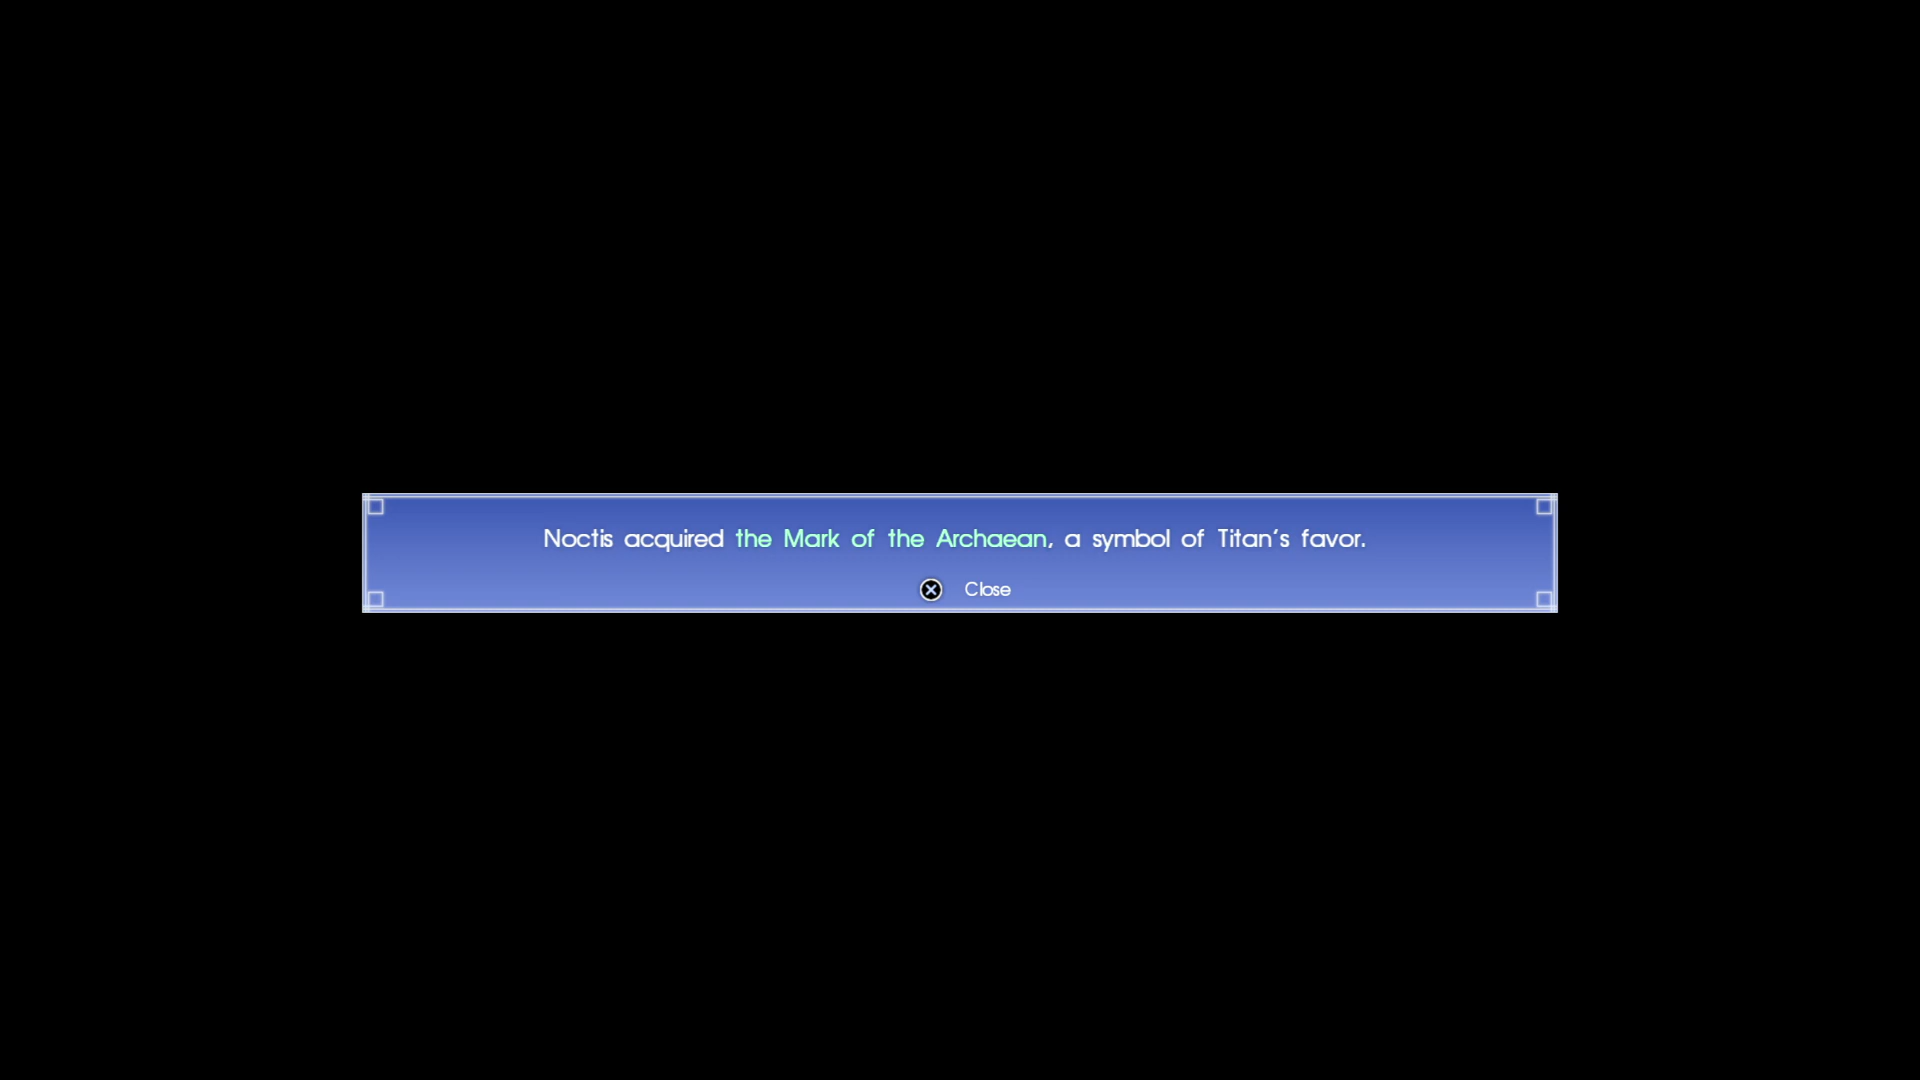 Noctis acquired the Mark of the Archaean, a symbol of Titan's favor.
Close